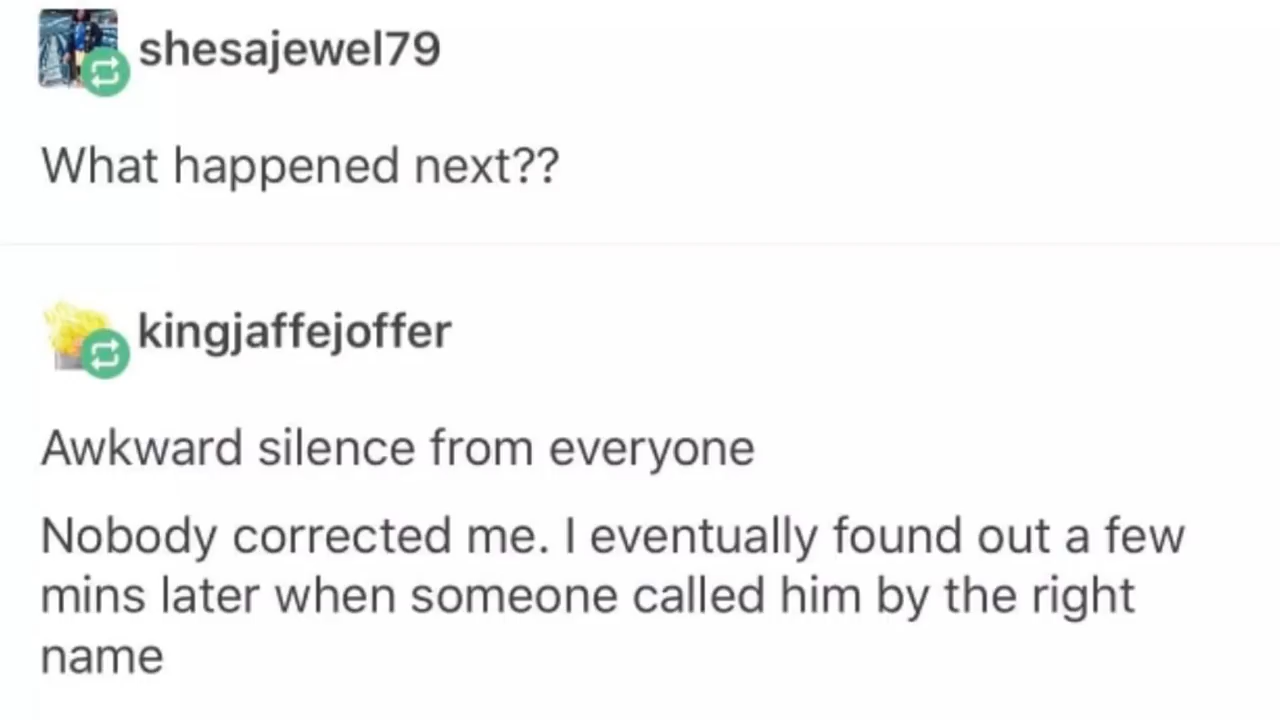 shesajewel79
What happened next??
kingjaffejoffer
Awkward silence from everyone
Nobody corrected me. I eventually found out a few
mins later when someone called him by the right
name